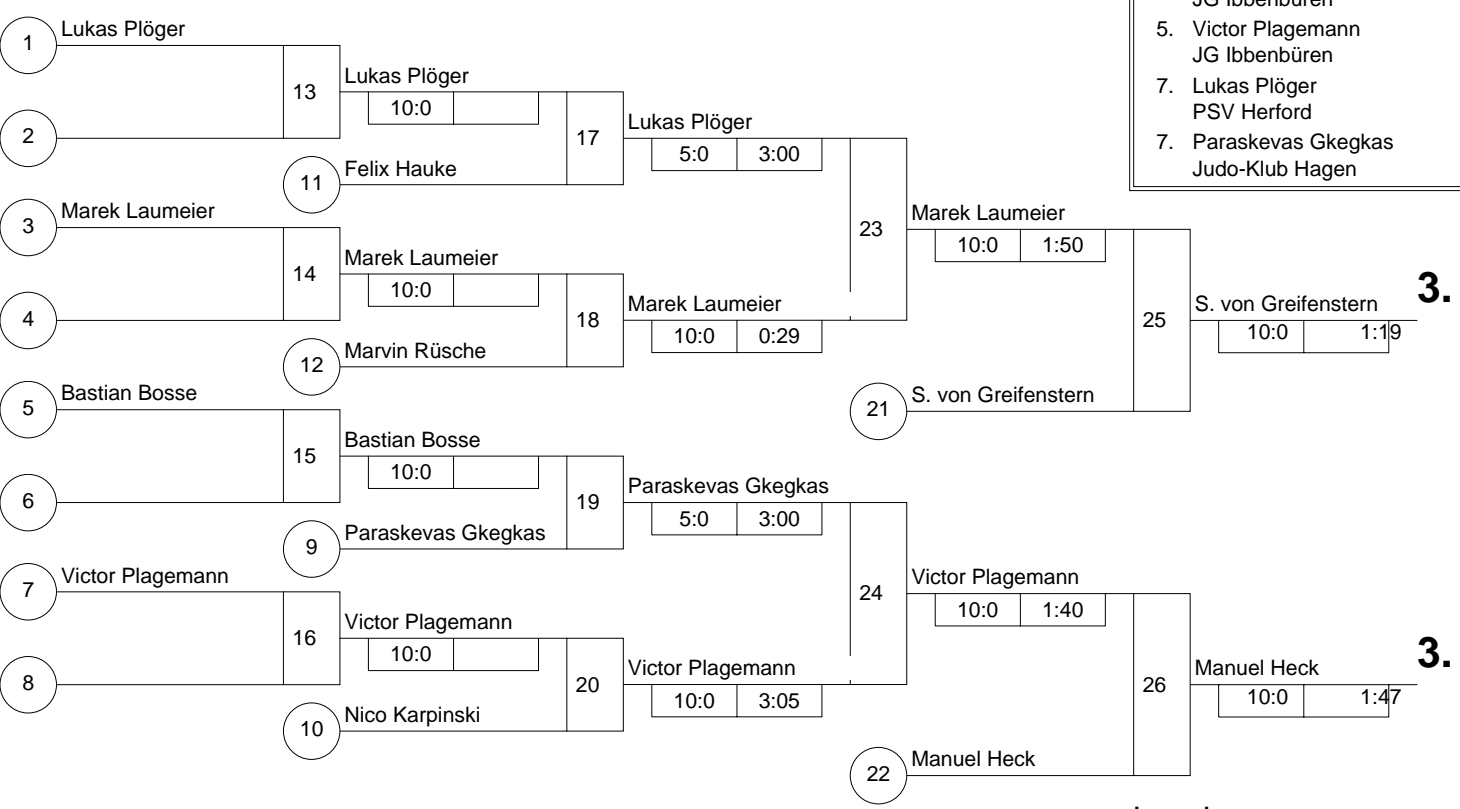 JG Ibbenbüren
5. Victor Plagemann
JG Ibbenbüren
7. Lukas Plöger
PSV Herford
7. Paraskevas Gkegkas
Judo-Klub Hagen
1 Lukas Plöger
2
13
Lukas Plöger
10:0
11 Felix Hauke
17
Lukas Plöger
5:0 3:00
3 Marek Laumeier
4
14
Marek Laumeier
10:0
12 Marvin Rüsche
18
Marek Laumeier
10:0 0:29
23
Marek Laumeier
10:0 1:50
21 S. von Greifenstern
25
S. von Greifenstern 3.
10:0 1:19
5 Bastian Bosse
6
15
Bastian Bosse
10:0
9 Paraskevas Gkegkas
19
Paraskevas Gkegkas
5:0 3:00
7 Victor Plagemann
8
16
Victor Plagemann
10:0
10 Nico Karpinski
20
Victor Plagemann
10:0 3:05
24
Victor Plagemann
10:0 1:40
22 Manuel Heck
26
Manuel Heck 3.
10:0 1:47